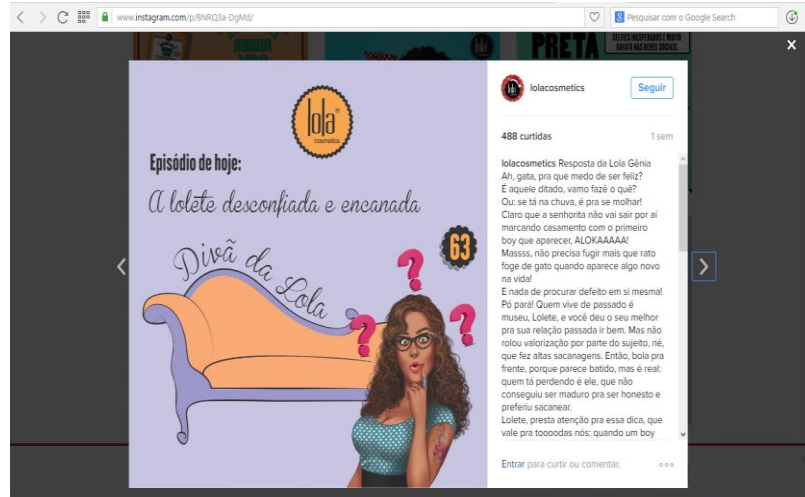 www.instagram.com/p/BNRQ3a-DgMd/
Pesquisar com o Google Search
PRETA
lola
cosmetics
Episódio de hoje:
A lolete desconfiada e encanada
Divã da Lola
63
lolacosmetics
Seguir
488 curtidas
1 sem
lolacosmetics Resposta da Lola Gênia
Ah, gata, pra que medo de ser feliz?
É aquele ditado, vamo fazê o quê?
Ou: se tá na chuva, é pra se molhar!
Claro que a senhorita não vai sair por aí
marcando casamento com o primeiro
boy que aparecer, ALOKAAAAA!
Massss, não precisa fugir mais que rato
foge de gato quando aparece algo novo
na vida!
E nada de procurar defeito em si mesma!
Pó pará! Quem vive de passado é
museu, Lolete, e você deu o seu melhor
pra sua relação passada ir bem. Mas não
rolou valorização por parte do sujeito, né,
que fez altas sacanagens. Então, bola pra
frente, porque parece batido, mas é real:
quem tá perdendo é ele, que não
conseguiu ser maduro pra ser honesto e
preferiu sacanear.
Lolete, presta atenção pra essa dica, que
vale pra toooodas nós: quando um boy
Entrar para curtir ou comentar.